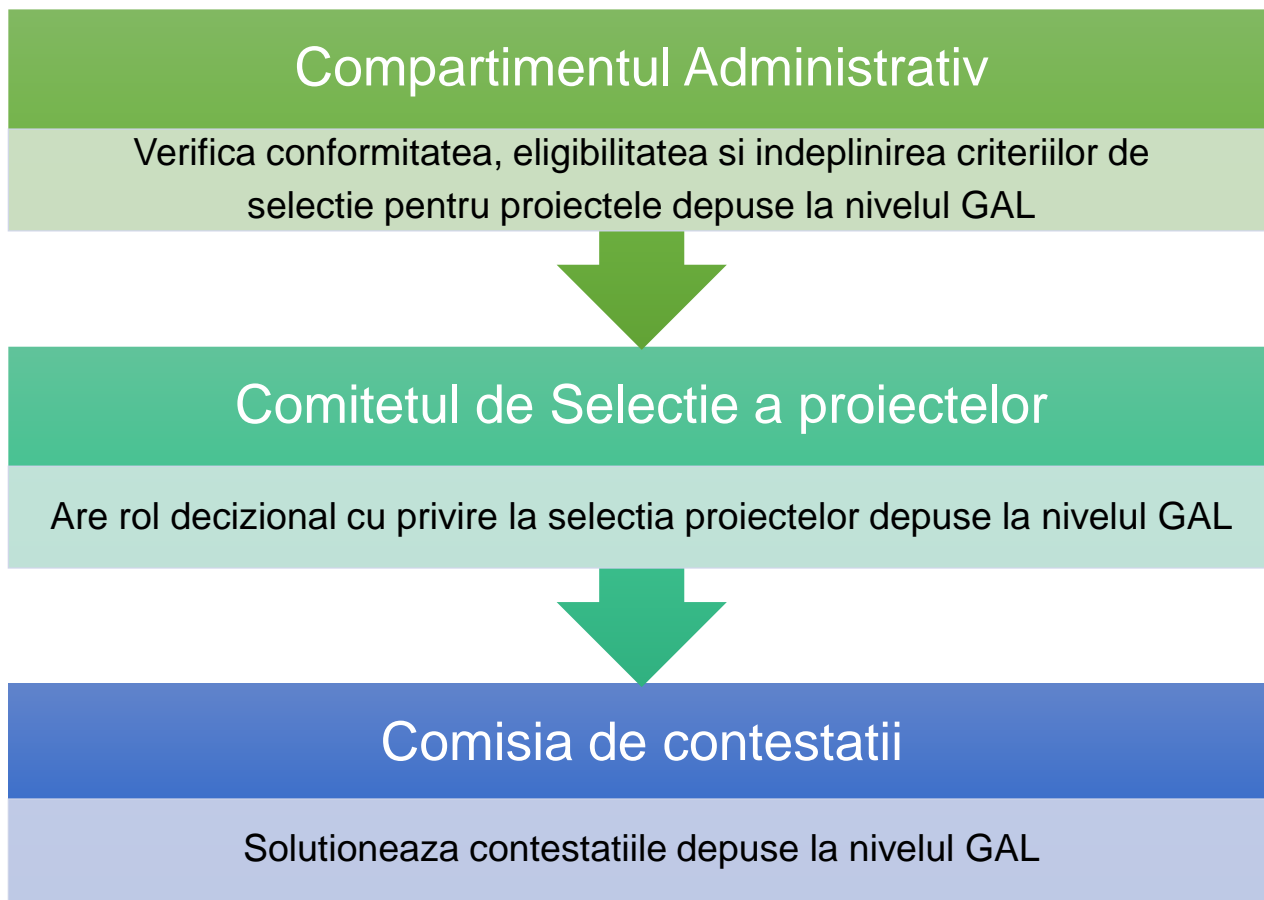 Compartimentul Administrativ
Verifica conformitatea, eligibilitatea si indeplinirea criteriilor de
selectie pentru proiectele depuse la nivelul GAL
Comitetul de Selectie a proiectelor
Are rol decizional cu privire la selectia proiectelor depuse la nivelul GAL
Comisia de contestatii
Solutioneaza contestatiile depuse la nivelul GAL